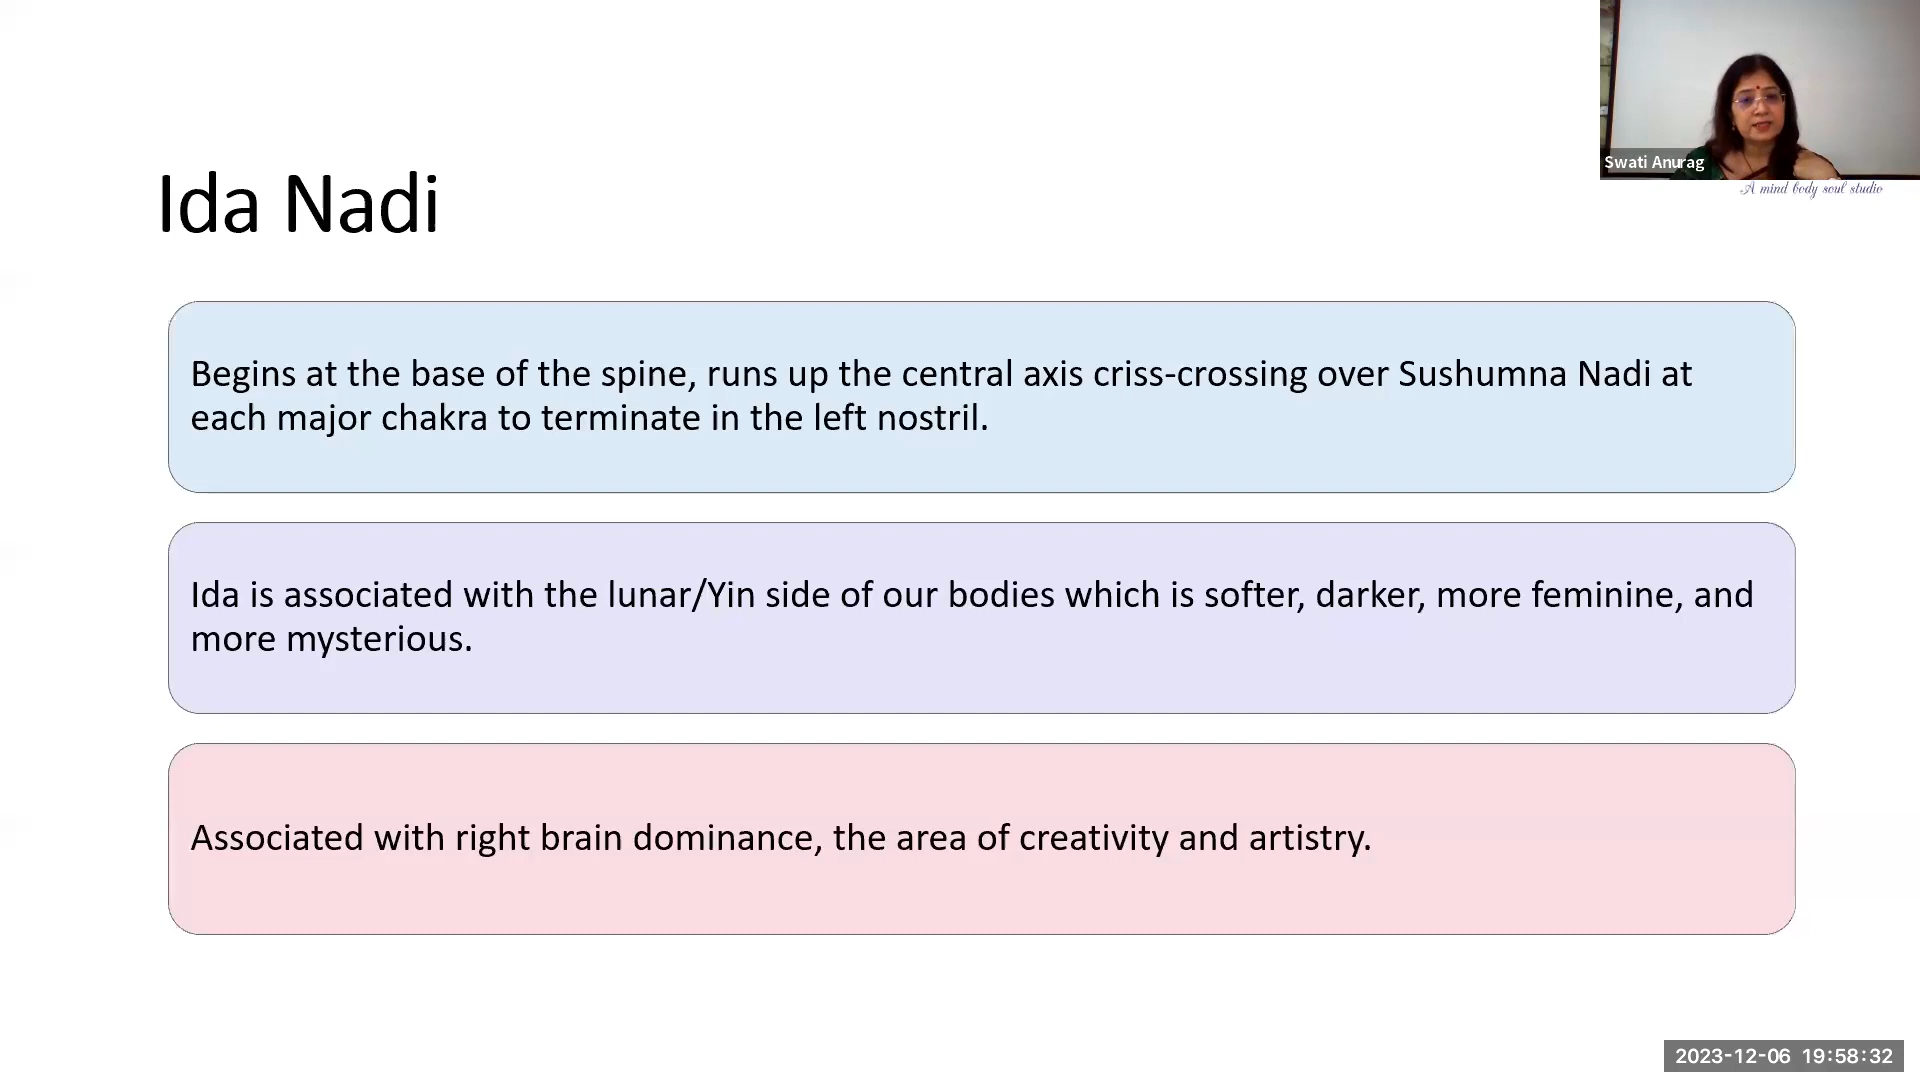 Swati Anurag
A mind body soul studio
Ida Nadi
Begins at the base of the spine, runs up the central axis criss-crossing over Sushumna Nadi at
each major chakra to terminate in the left nostril.
Ida is associated with the lunar/Yin side of our bodies which is softer, darker, more feminine, and
more mysterious.
Associated with right brain dominance, the area of creativity and artistry.
2023-12-06 19:58:32